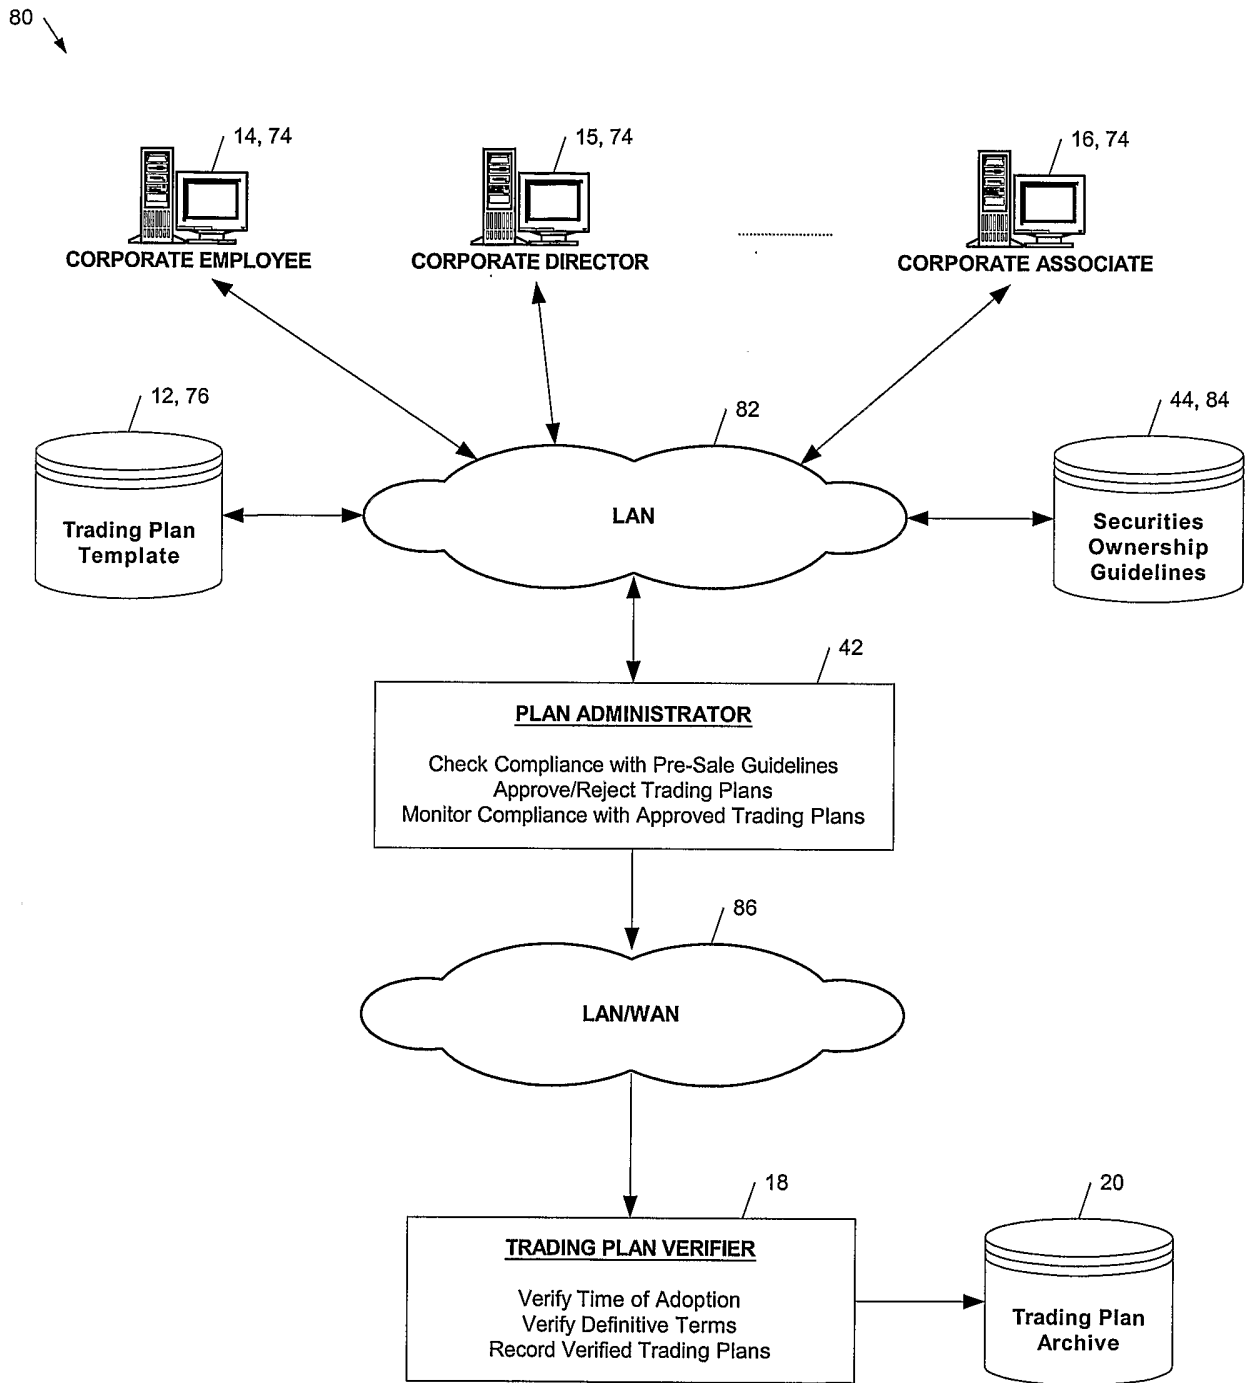 80
14, 74
15, 74
16, 74
CORPORATE EMPLOYEE
CORPORATE DIRECTOR
CORPORATE ASSOCIATE
12, 76
82
44, 84
Trading Plan
Template
LAN
Securities
Ownership
Guidelines
42
PLAN ADMINISTRATOR
Check Compliance with Pre-Sale Guidelines
Approve/Reject Trading Plans
Monitor Compliance with Approved Trading Plans
86
LAN/WAN
18
20
TRADING PLAN VERIFIER
Verify Time of Adoption
Verify Definitive Terms
Record Verified Trading Plans
Trading Plan
Archive